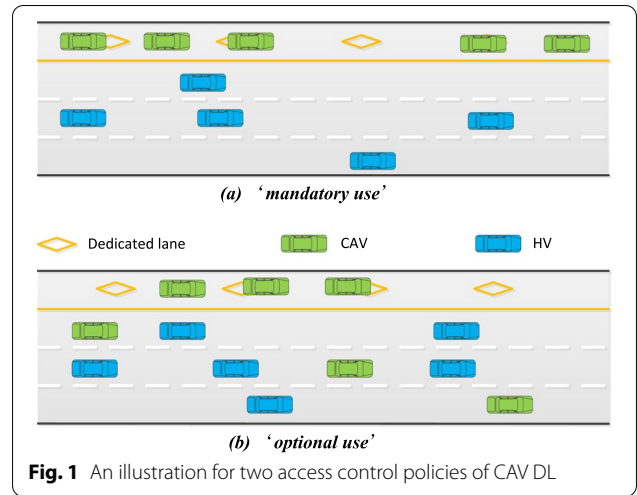 (a) ‘mandatory use’
Dedicated lane CAV HV
(b) ‘optional use’
Fig. 1 An illustration for two access control policies of CAV DL